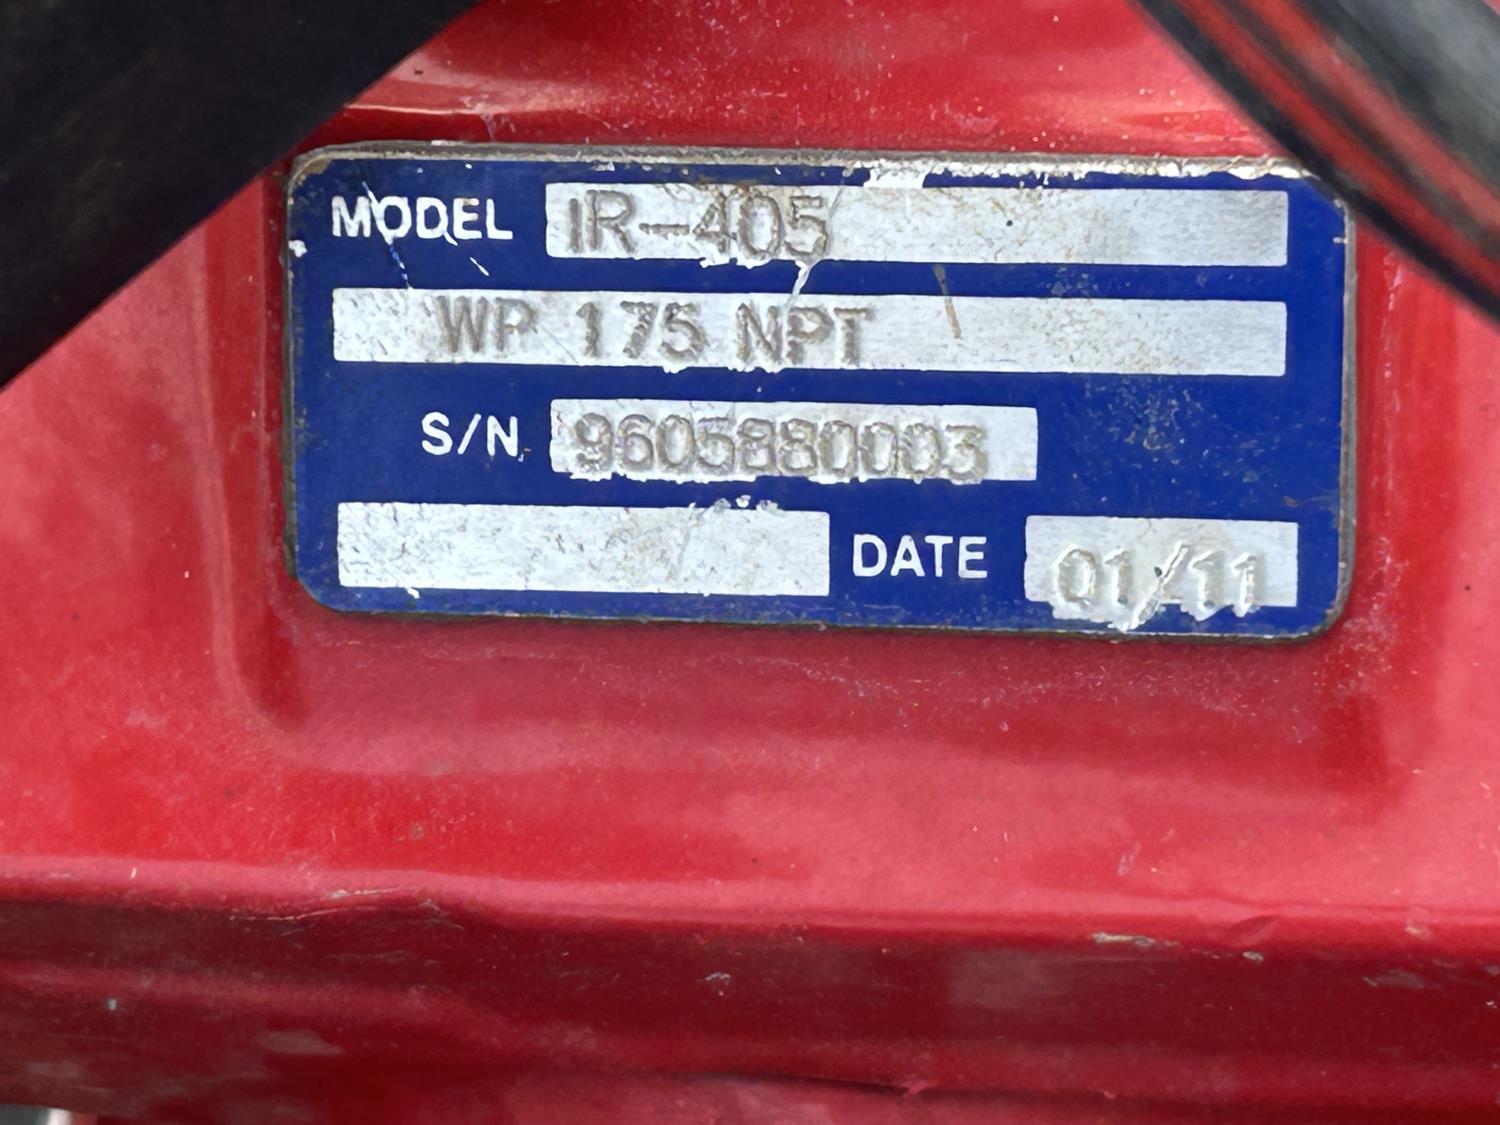 MODEL IR-405
WP 175 NPT
S/N 9605880003
DATE 01/11